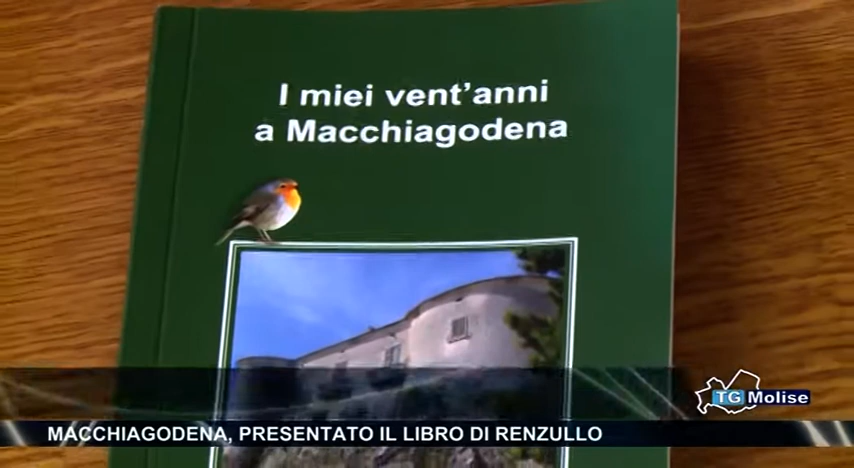 I miei vent'anni
a Macchiagodena
TG Molise
MACCHIAGODENA, PRESENTATO IL LIBRO DI RENZULLO